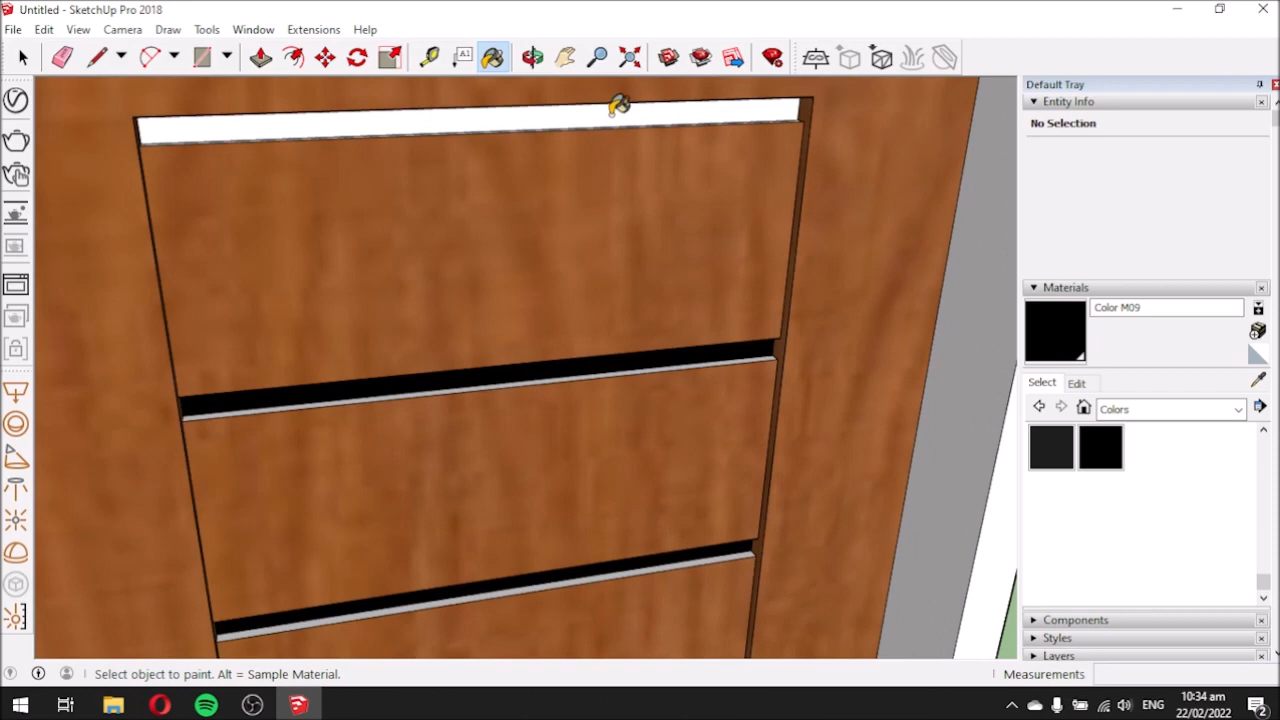 Untitled - SketchUp Pro 2018
File Edit View Camera Draw Tools Window Extensions Help
A1
Default Tray
Entity Info
No Selection
Materials
Color M09
Select Edit
Colors
Components
Styles
Layers
Select object to paint. Alt = Sample Material.
Measurements
ENG
10:34 am
22/02/2022
2